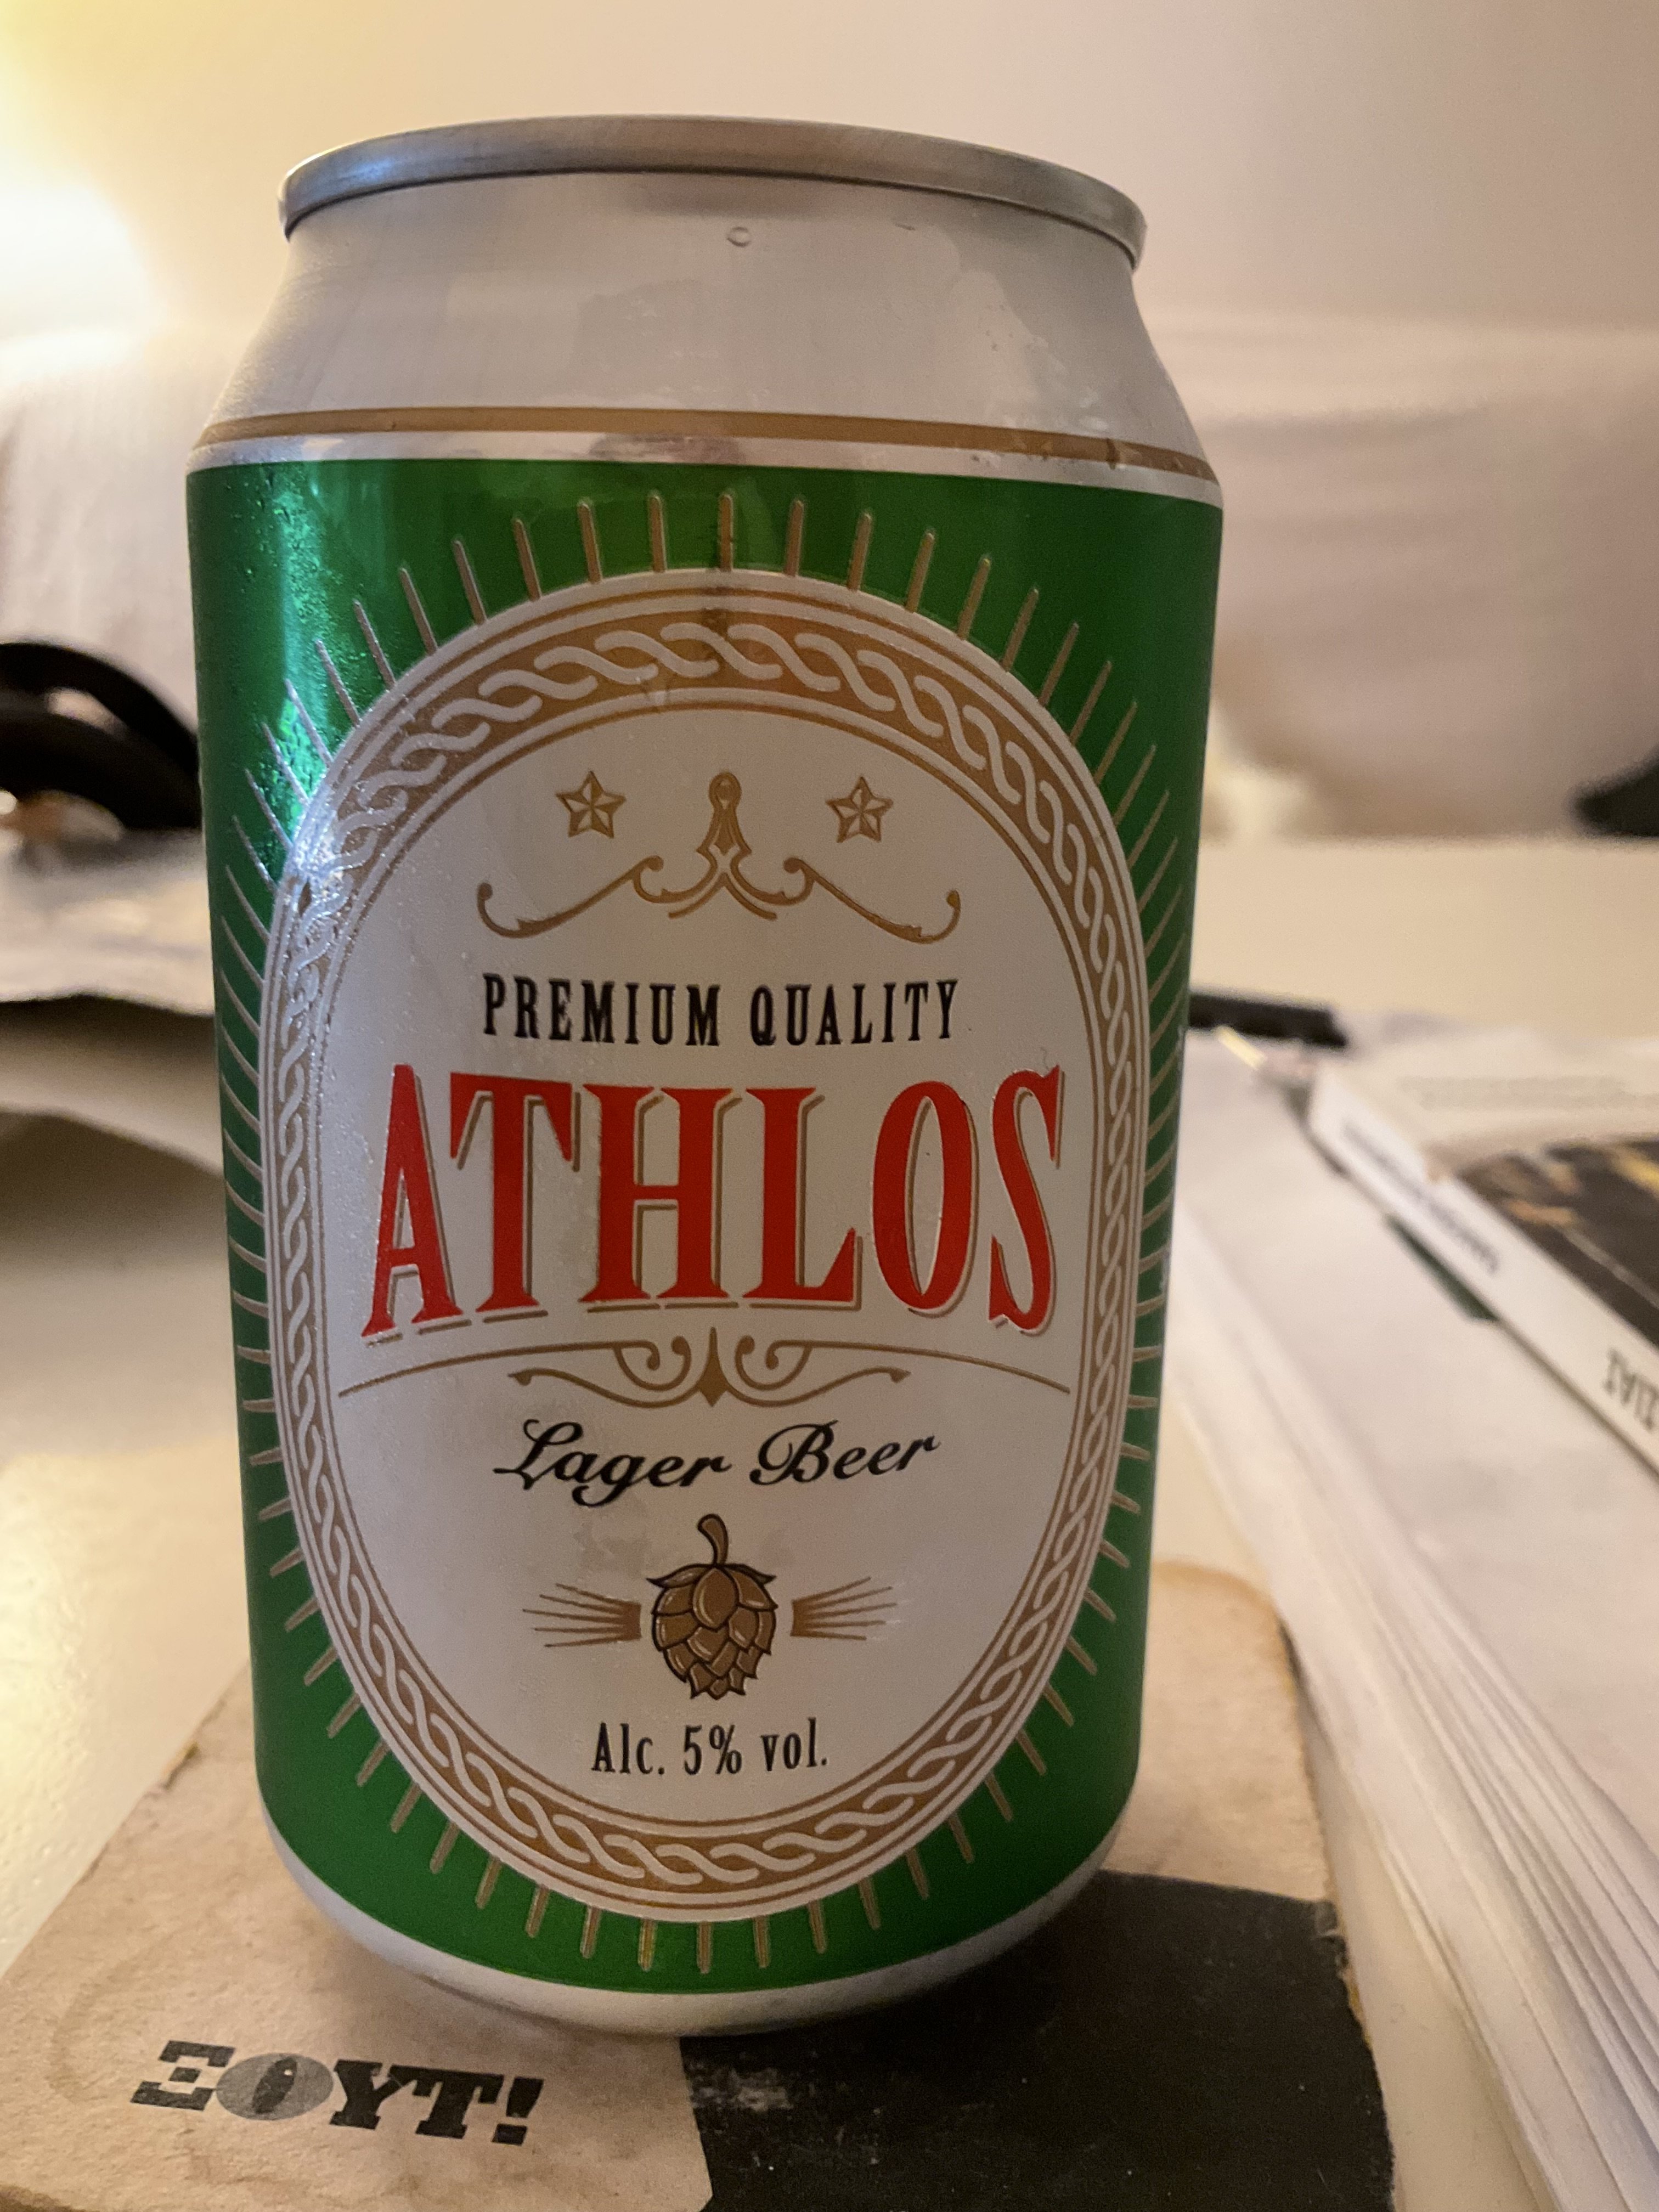 PREMIUM QUALITY
ATHLOS
Lager Beer
Alc. 5% vol.
ΞΟΥΤ!